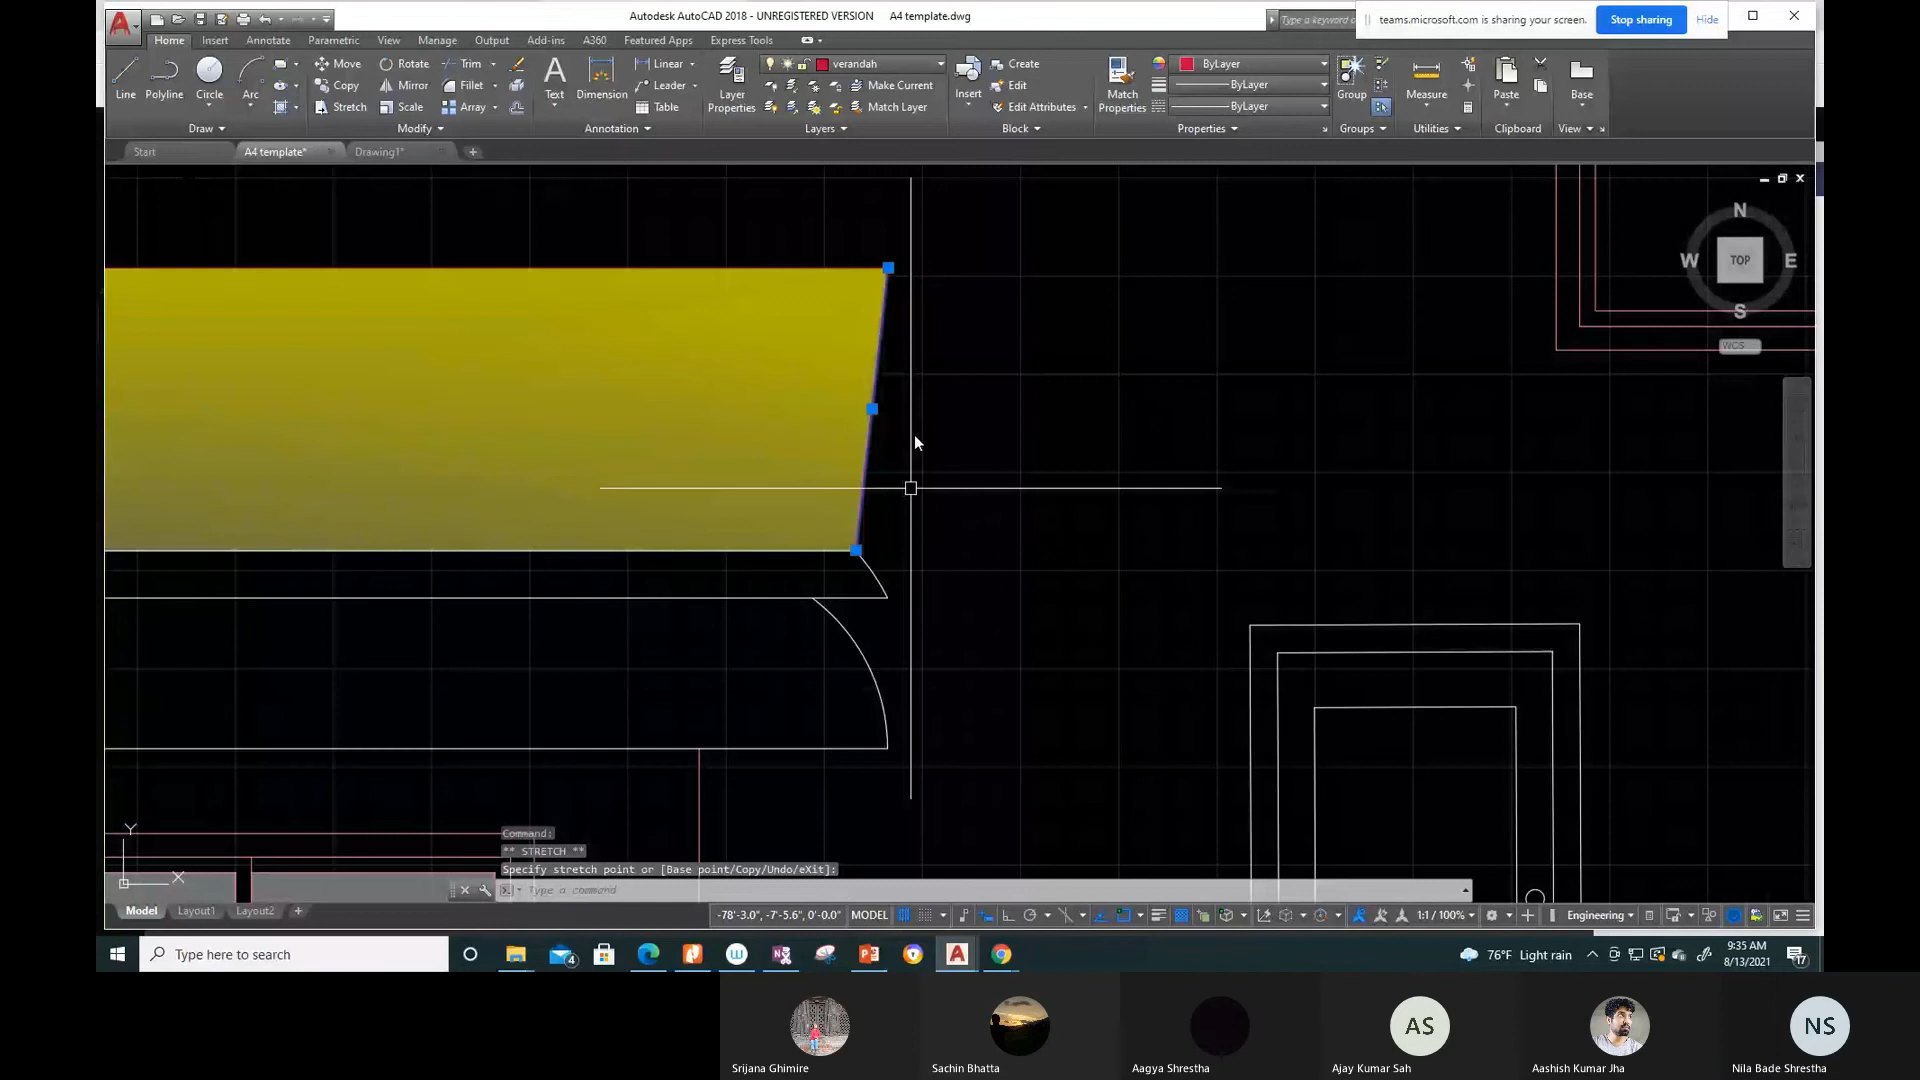 Autodesk AutoCAD 2018 - UNREGISTERED VERSION A4 template.dwg
Type a keyword o
teams.microsoft.com is sharing your screen.
Stop sharing
Hide
Home Insert Annotate Parametric View Manage Output Add-ins A360 Featured Apps Express Tools
Line Polyline Circle Arc
Move Rotate Trim
Copy Mirror Fillet
Stretch Scale Array
Text Dimension
Linear
Leader
Table
Layer Properties
verandah
Make Current
Match Layer
Insert
Create
Edit
Edit Attributes
Match Properties
ByLayer
ByLayer
ByLayer
Group Measure Paste Base
Draw Modify Annotation Layers Block Properties Groups Utilities Clipboard View
Start A4 template* Drawing1*
N
W TOP E
S
WCS
Y
X
Command:
** STRETCH **
Specify stretch point or [Base point/Copy/Undo/eXit]:
Type a command
Model Layout1 Layout2
-78'-3.0", -7'-5.6", 0'-0.0" MODEL 1:1 / 100% Engineering
Type here to search
4
76°F Light rain
9:35 AM
8/13/2021
17
AS NS
Srijana Ghimire Sachin Bhatta Aagya Shrestha Ajay Kumar Sah Aashish Kumar Jha Nila Bade Shrestha